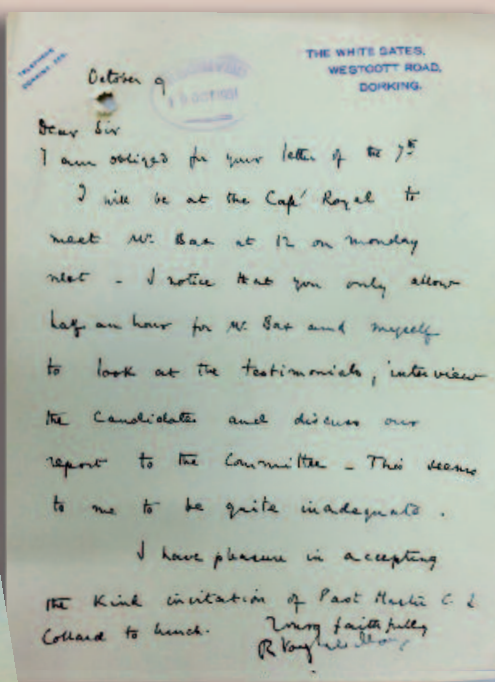 TELEPHONE
DORKING
THE WHITE GATES,
WESTCOTT ROAD,
DORKING.
October 9
Dear Sir
I am obliged for your letter of the 7th
I will be at the Café Royal to
meet Mr. Bax at 12 on Monday
next - I notice that you only allow
half an hour for Mr. Bax and myself
to look at the testimonials, interview
the Candidates and discuss our
report to the Committee - This seems
to me to be quite inadequate.
I have pleasure in accepting
the kind invitation of Past Master C. L
Collard to lunch.
Yours faithfully
R Vaughan Williams